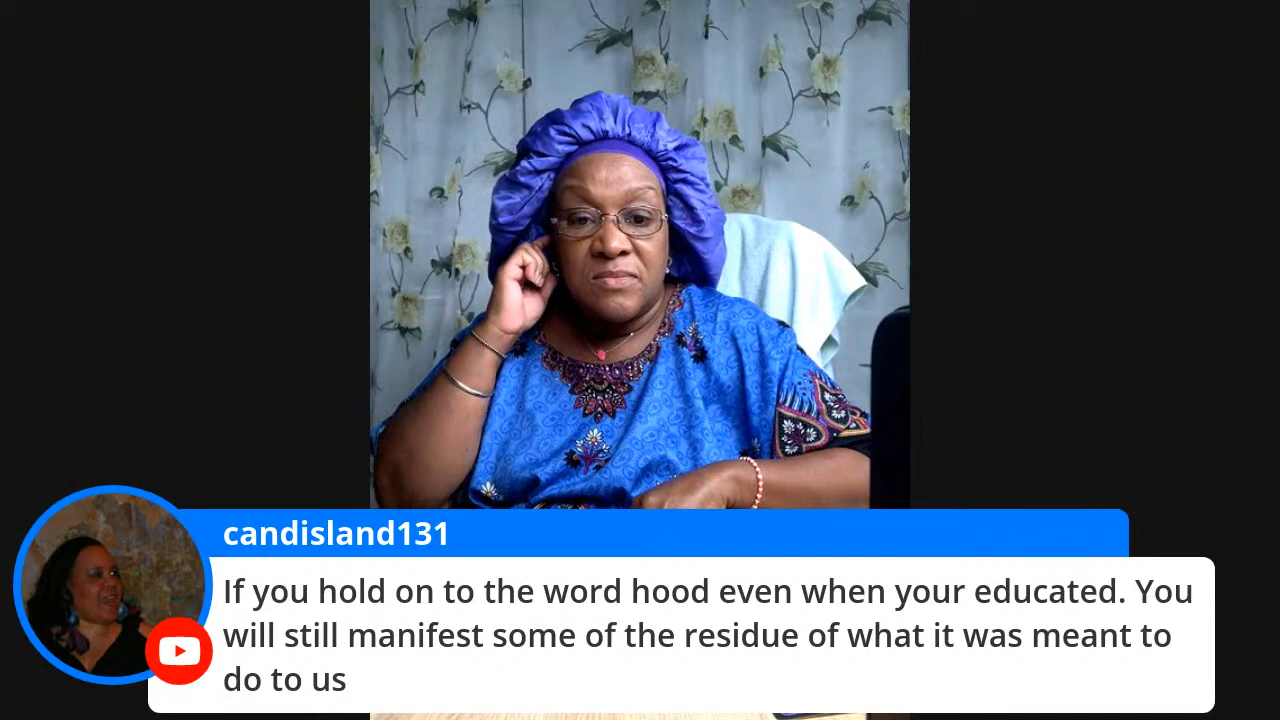 candisland131
If you hold on to the word hood even when your educated. You
will still manifest some of the residue of what it was meant to
do to us